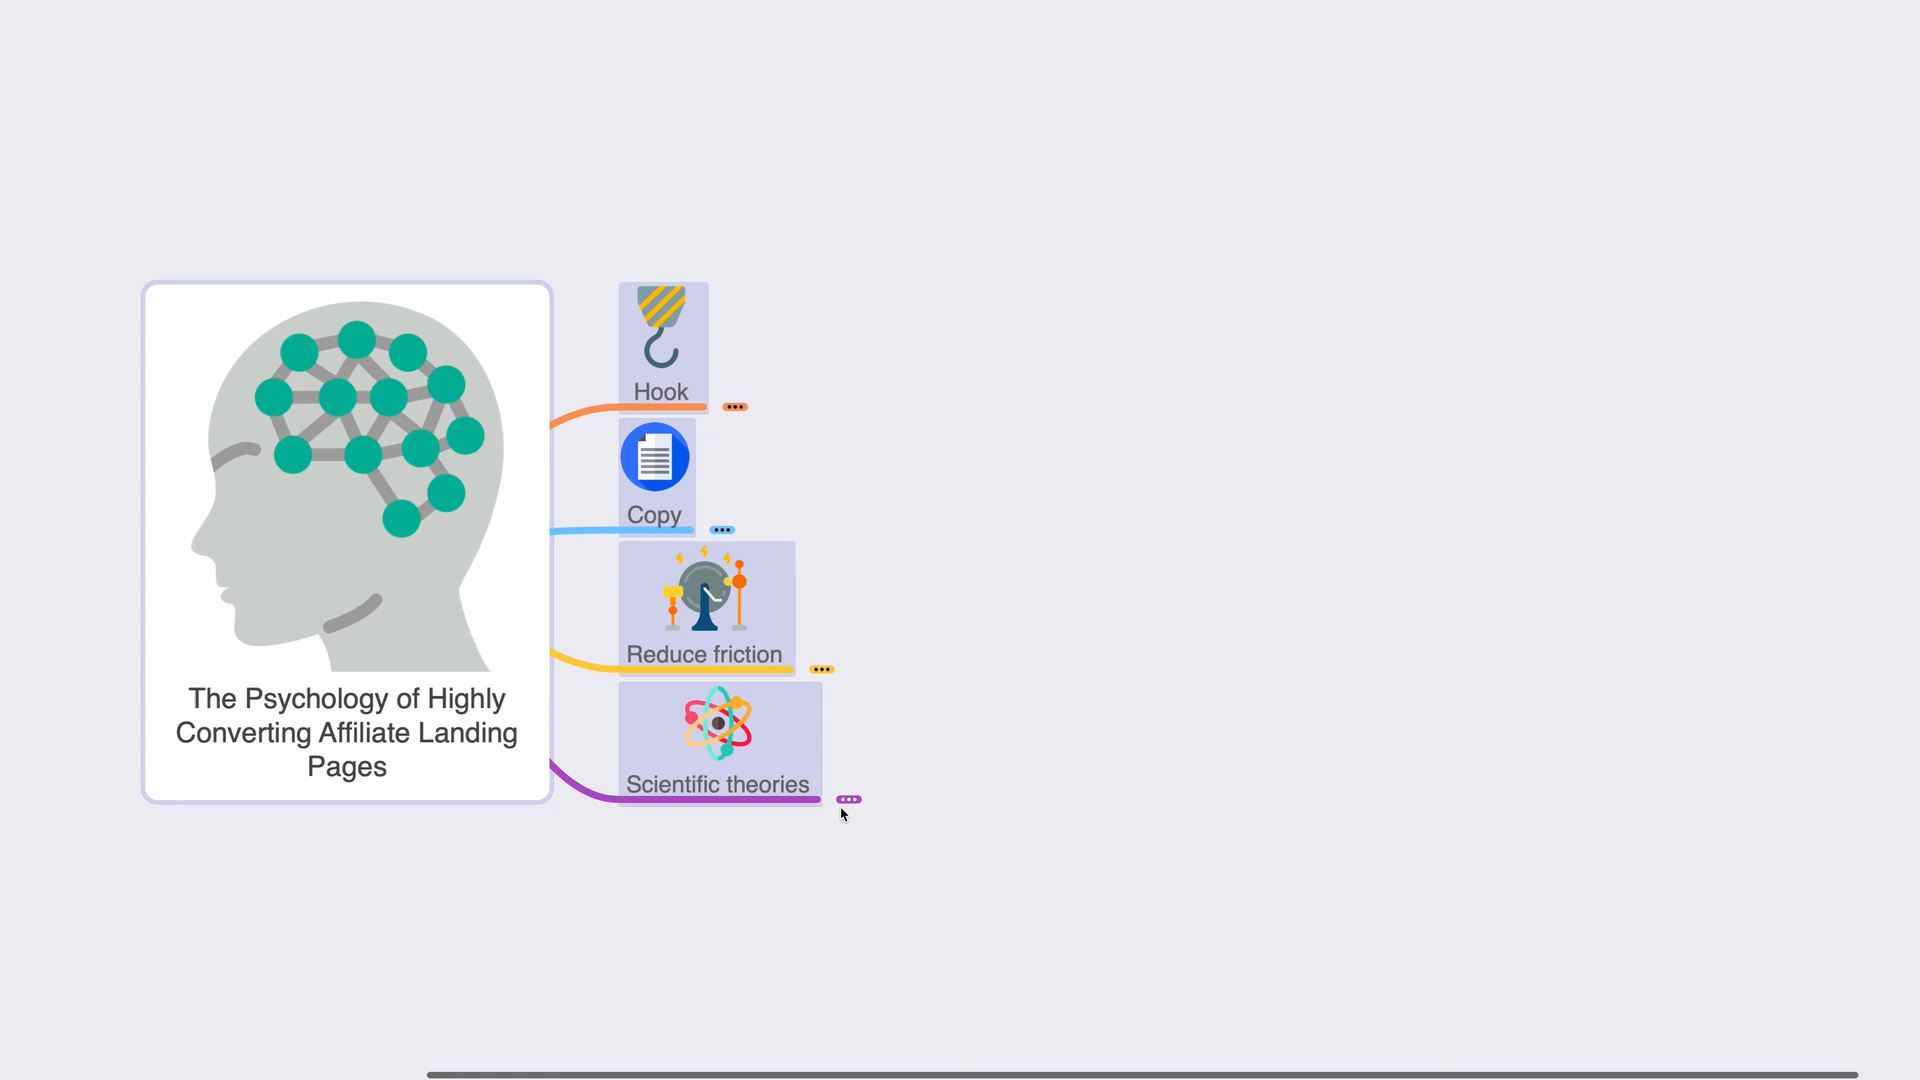 Hook
Copy
Reduce friction
The Psychology of Highly
Converting Affiliate Landing
Pages
Scientific theories